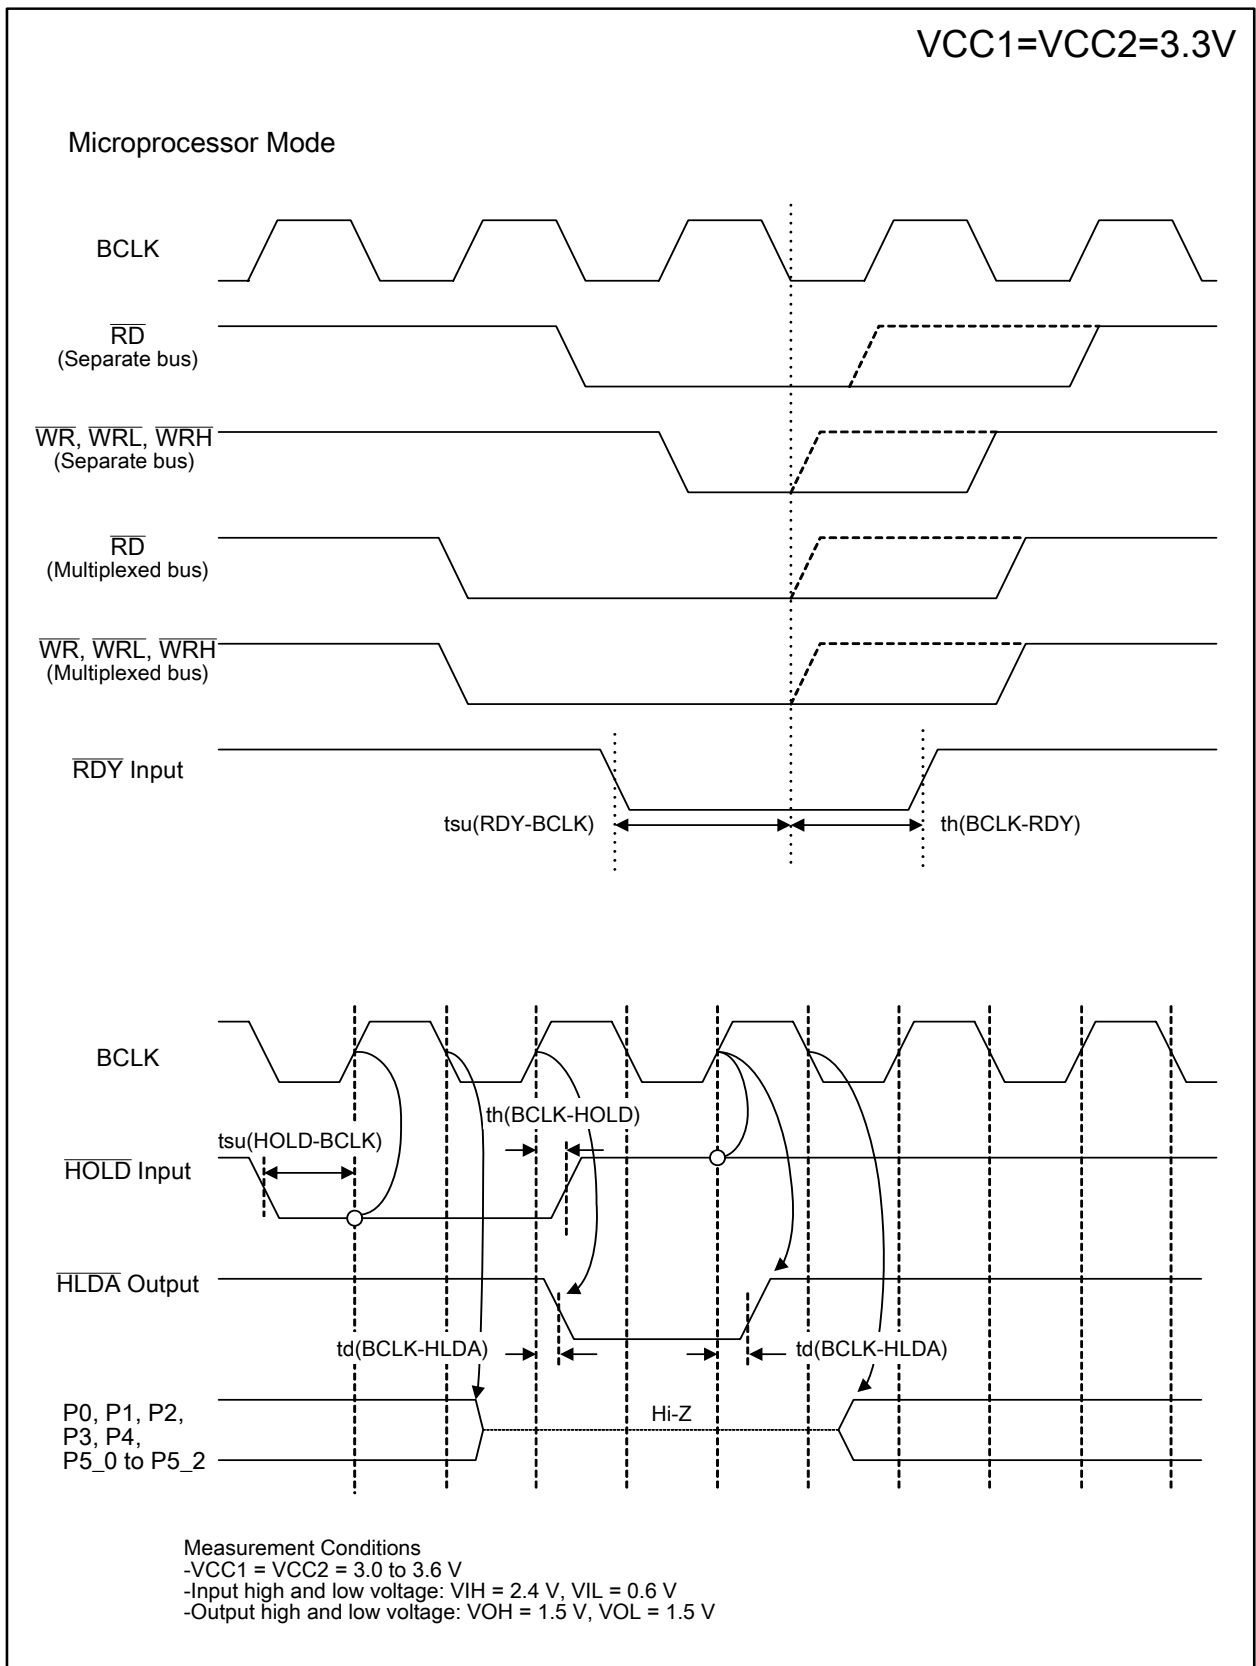 VCC1=VCC2=3.3V
Microprocessor Mode
BCLK
RD
(Separate bus)
WR, WRL, WRH
(Separate bus)
RD
(Multiplexed bus)
WR, WRL, WRH
(Multiplexed bus)
RDY Input
tsu(RDY-BCLK)
th(BCLK-RDY)
BCLK
th(BCLK-HOLD)
tsu(HOLD-BCLK)
HOLD Input
HLDA Output
td(BCLK-HLDA)
td(BCLK-HLDA)
P0, P1, P2,
P3, P4,
P5_0 to P5_2
Hi-Z
Measurement Conditions
-VCC1 = VCC2 = 3.0 to 3.6 V
-Input high and low voltage: VIH = 2.4 V, VIL = 0.6 V
-Output high and low voltage: VOH = 1.5 V, VOL = 1.5 V